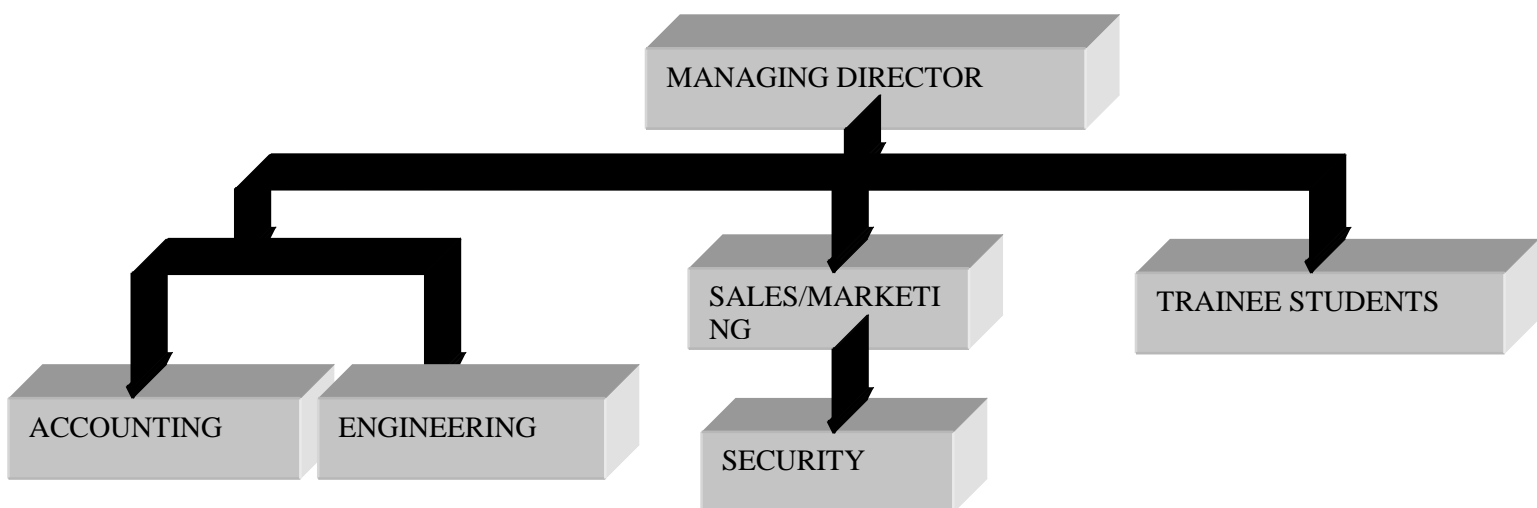 MANAGING DIRECTOR
SALES/MARKETI
NG
TRAINEE STUDENTS
ACCOUNTING
ENGINEERING
SECURITY